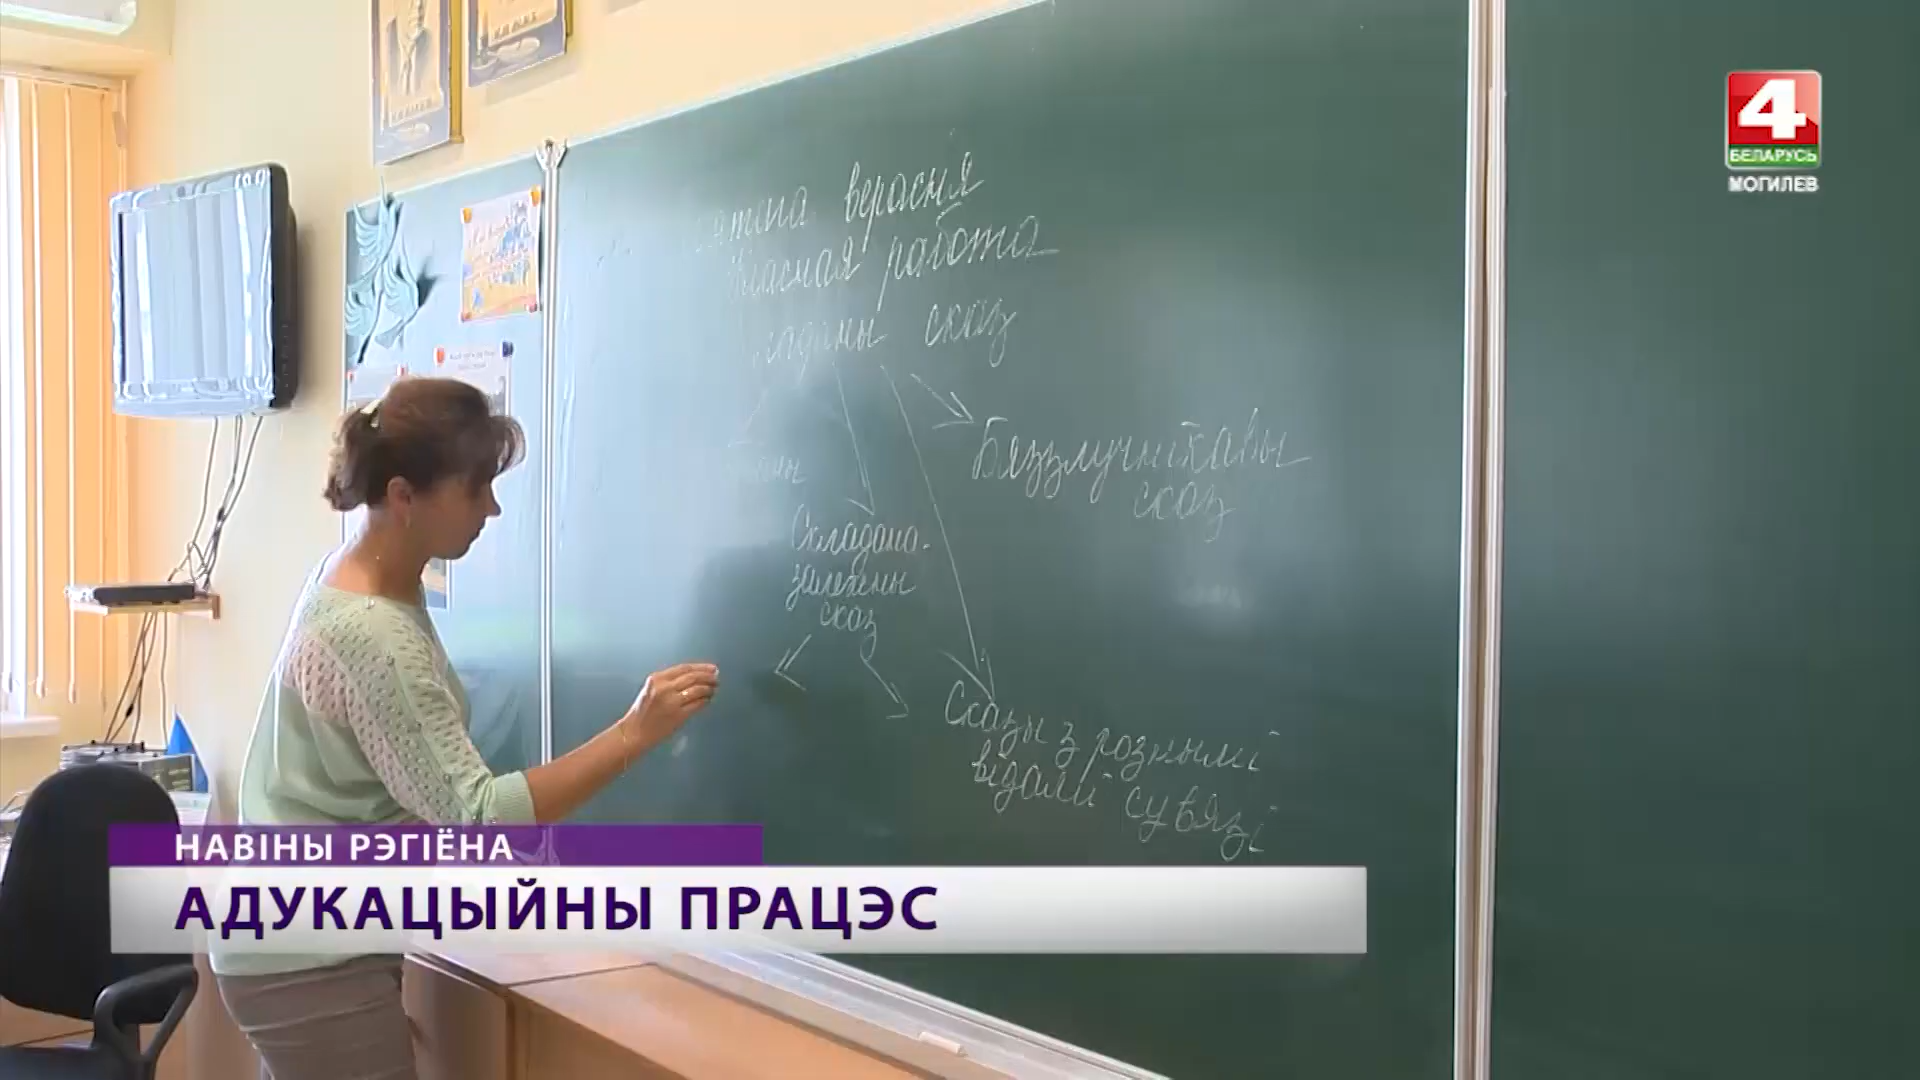 4
БЕЛАРУСЬ
МОГИЛЕВ
верасня
Класная работа
сказ
Бяззлучнікавы
сказ
Складана-
залежны
сказ
Сказы з рознымі
відамі сувязі
НАВІНЫ РЭГІЁНА
АДУКАЦЫЙНЫ ПРАЦЭС